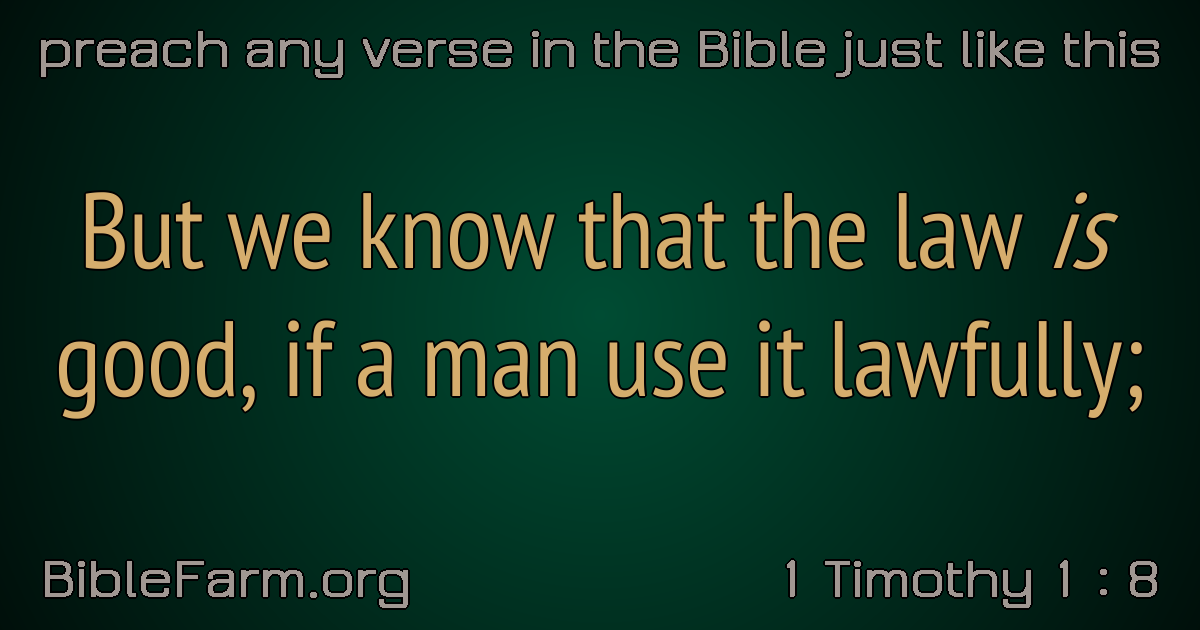 preach any verse in the Bible just like this
But we know that the law is
good, if a man use it lawfully;
BibleFarm.org
1 Timothy 1 : 8